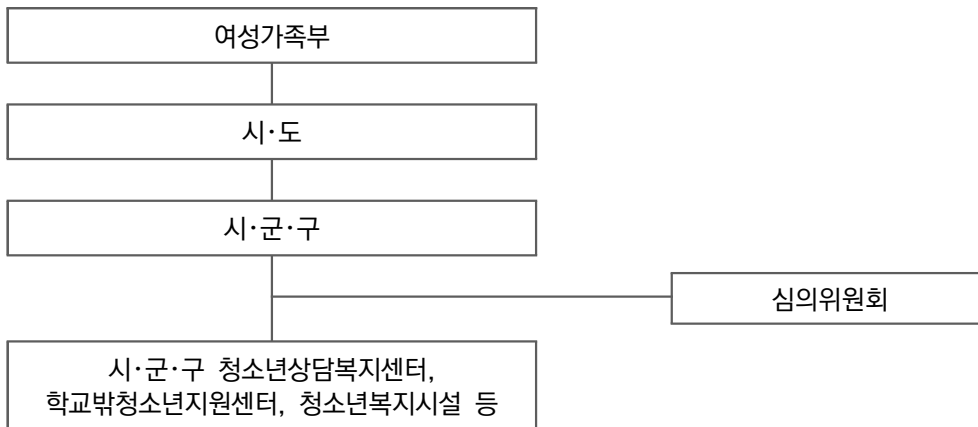 여성가족부
시·도
시·군·구
심의위원회
시·군·구 청소년상담복지센터,
학교밖청소년지원센터, 청소년복지시설 등